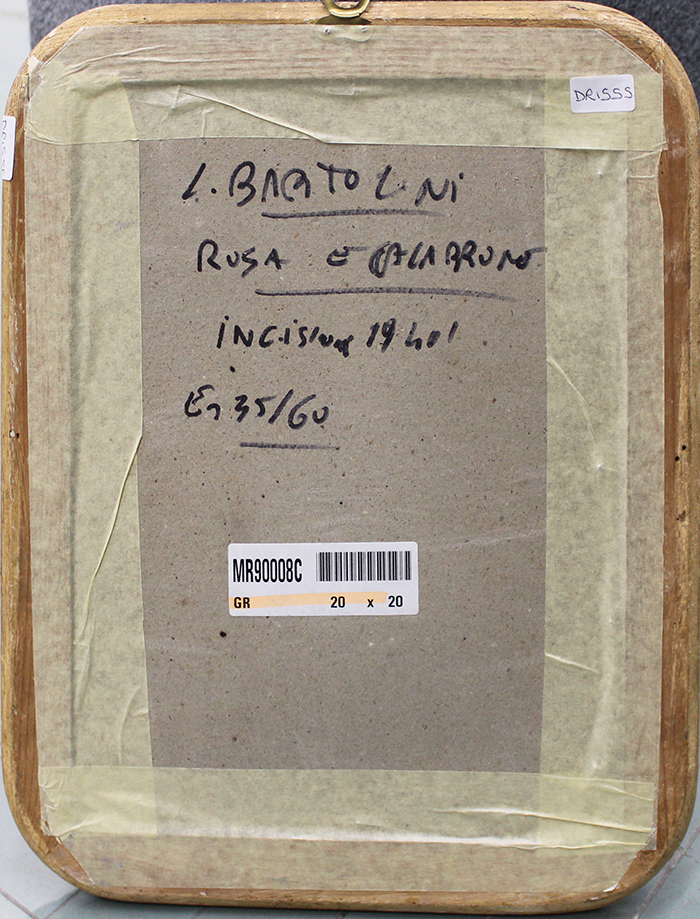 DRISSS
L. BARTOLINI
ROSA E CALABRONE
INCISIONE 1940
Es 35/60
MR90008C
GR 20 x 20